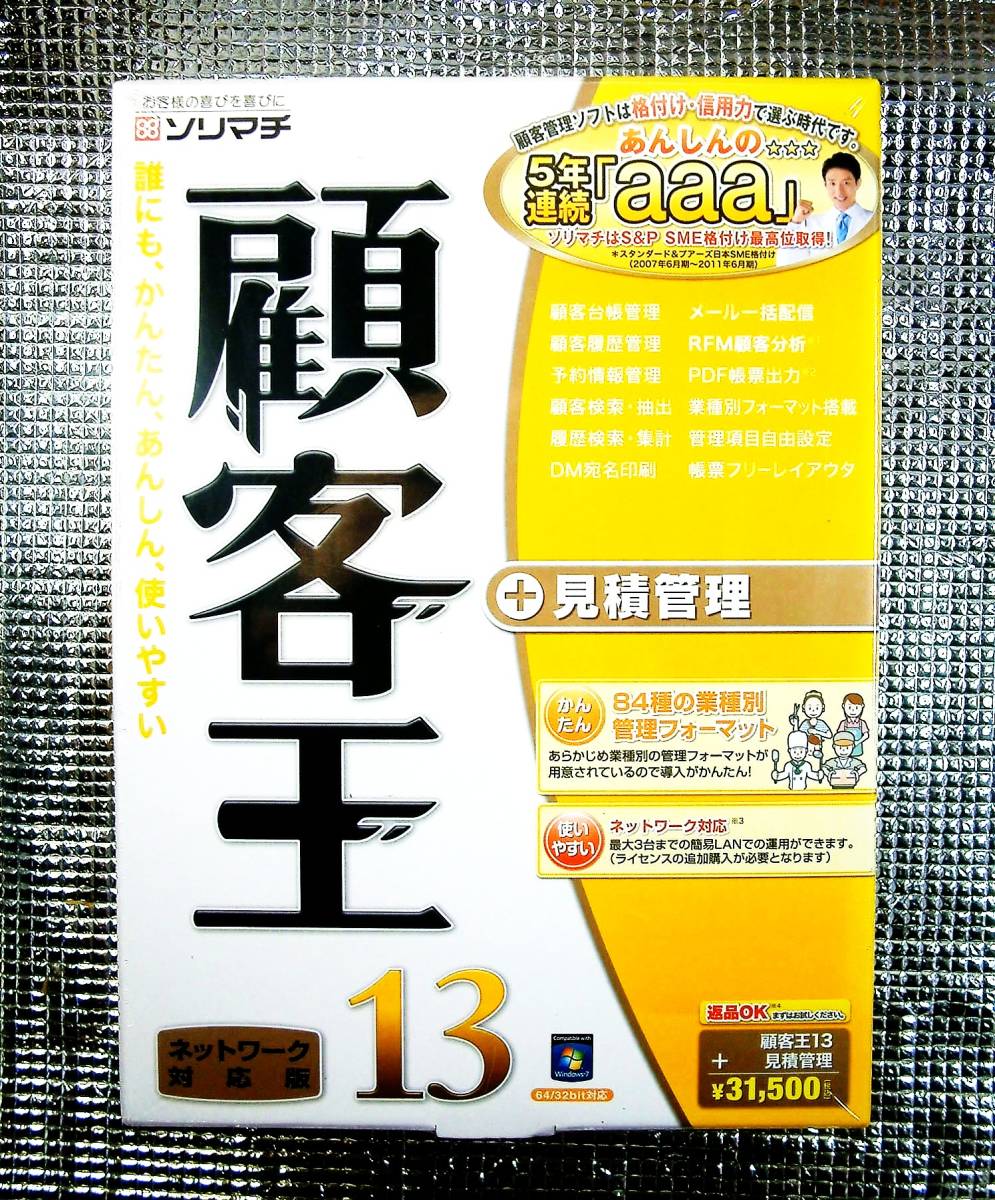 お客様の喜びを喜びに
ソリマチ
誰にも、かんたん、あんしん、使いやすい
顧客王
13
ネットワーク
対応版
顧客管理ソフトは格付け・信用力で選ぶ時代です。
あんしんの☆☆☆
5年
連続
「aaa」
ソリマチはS&P SME格付け最高位取得!
＊スタンダード&プアーズ日本SME格付け
(2007年6月期〜2011年6月期)
顧客台帳管理 メール一括配信
顧客履歴管理 RFM顧客分析※1
予約情報管理 PDF帳票出力※2
顧客検索・抽出 業種別フォーマット搭載
履歴検索・集計 管理項目自由設定
DM宛名印刷 帳票フリーレイアウタ
＋見積管理
かん
たん
84種の業種別
管理フォーマット
あらかじめ業種別の管理フォーマットが
用意されているので導入がかんたん!
使い
やすい
ネットワーク対応※3
最大3台までの簡易LANでの運用ができます。
(ライセンスの追加購入が必要となります)
Compatible with
Windows 7
64/32bit対応
返品OK※4 まずはお試しください。
顧客王13
＋ 見積管理
¥31,500(税込)